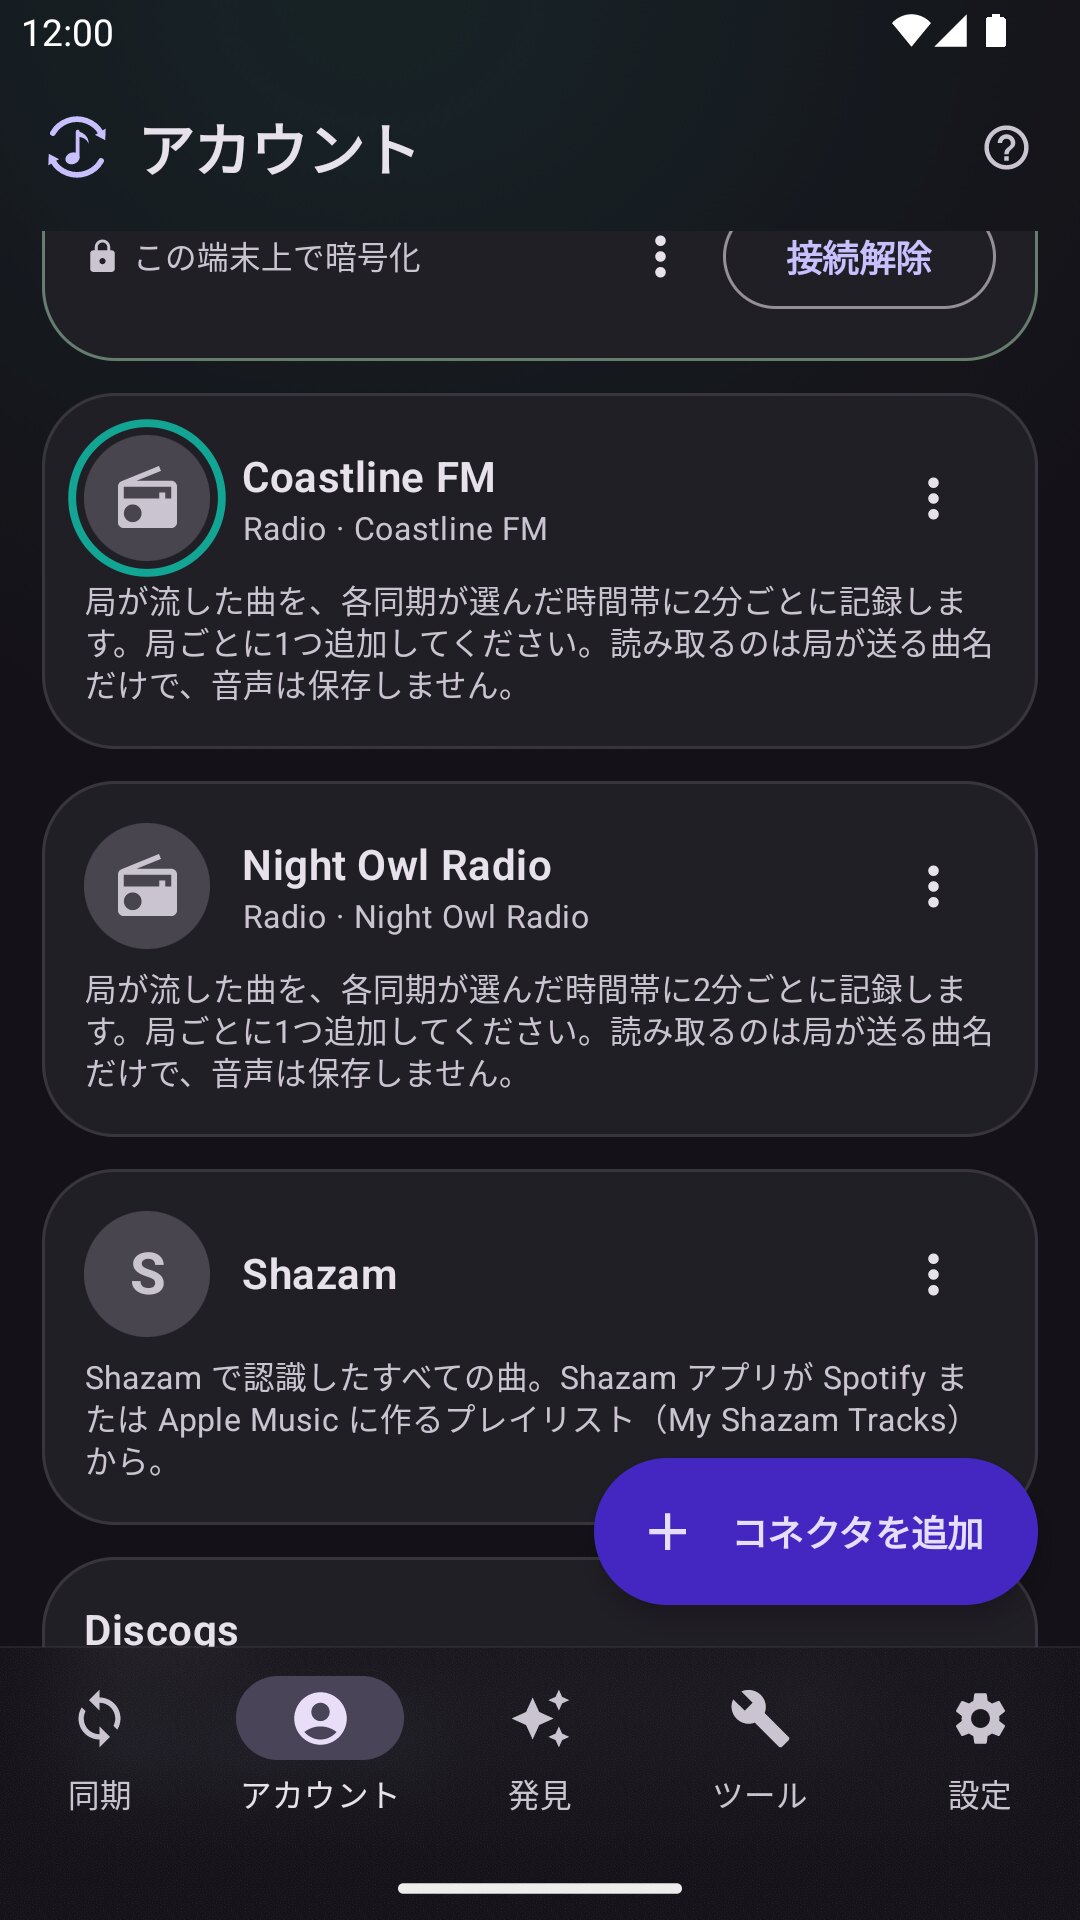 12:00
アカウント
この端末上で暗号化
接続解除
Coastline FM
Radio · Coastline FM
局が流した曲を、各同期が選んだ時間帯に2分ごとに記録しま
す。局ごとに1つ追加してください。読み取るのは局が送る曲名
だけで、音声は保存しません。
Night Owl Radio
Radio · Night Owl Radio
局が流した曲を、各同期が選んだ時間帯に2分ごとに記録しま
す。局ごとに1つ追加してください。読み取るのは局が送る曲名
だけで、音声は保存しません。
S
Shazam
Shazam で認識したすべての曲。Shazam アプリが Spotify ま
たは Apple Music に作るプレイリスト（My Shazam Tracks）
から。
コネクタを追加
Discogs
同期
アカウント
発見
ツール
設定